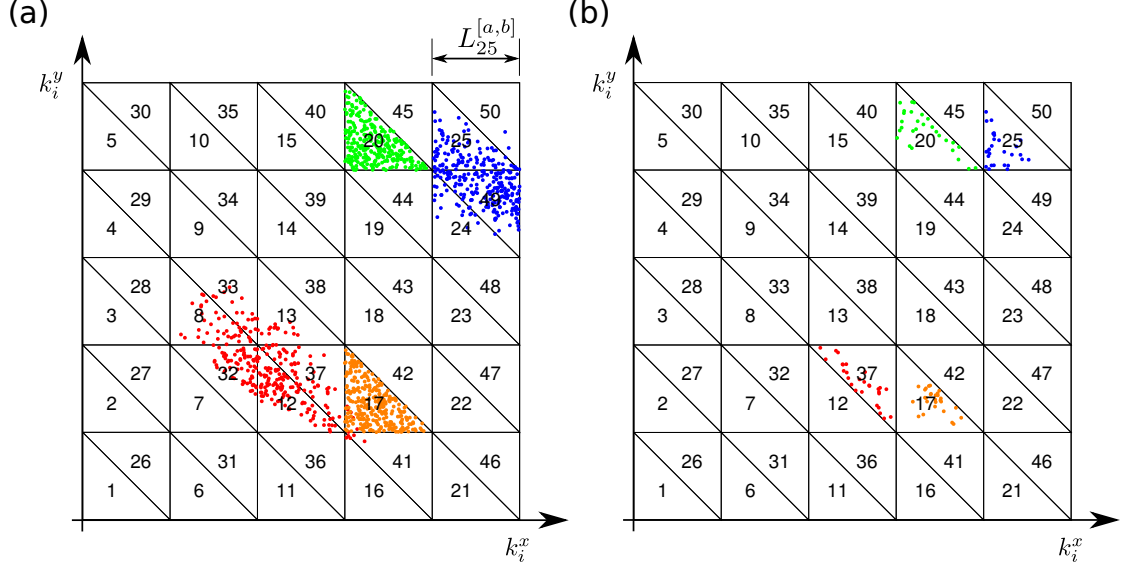 (a)
L_{25}^{[a,b]}
k_i^y
30 35 40 45 50
5 10 15 20 25
29 34 39 44 49
4 9 14 19 24
28 33 38 43 48
3 8 13 18 23
27 32 37 42 47
2 7 12 17 22
26 31 36 41 46
1 6 11 16 21
k_i^x
(b)
k_i^y
30 35 40 45 50
5 10 15 20 25
29 34 39 44 49
4 9 14 19 24
28 33 38 43 48
3 8 13 18 23
27 32 37 42 47
2 7 12 17 22
26 31 36 41 46
1 6 11 16 21
k_i^x